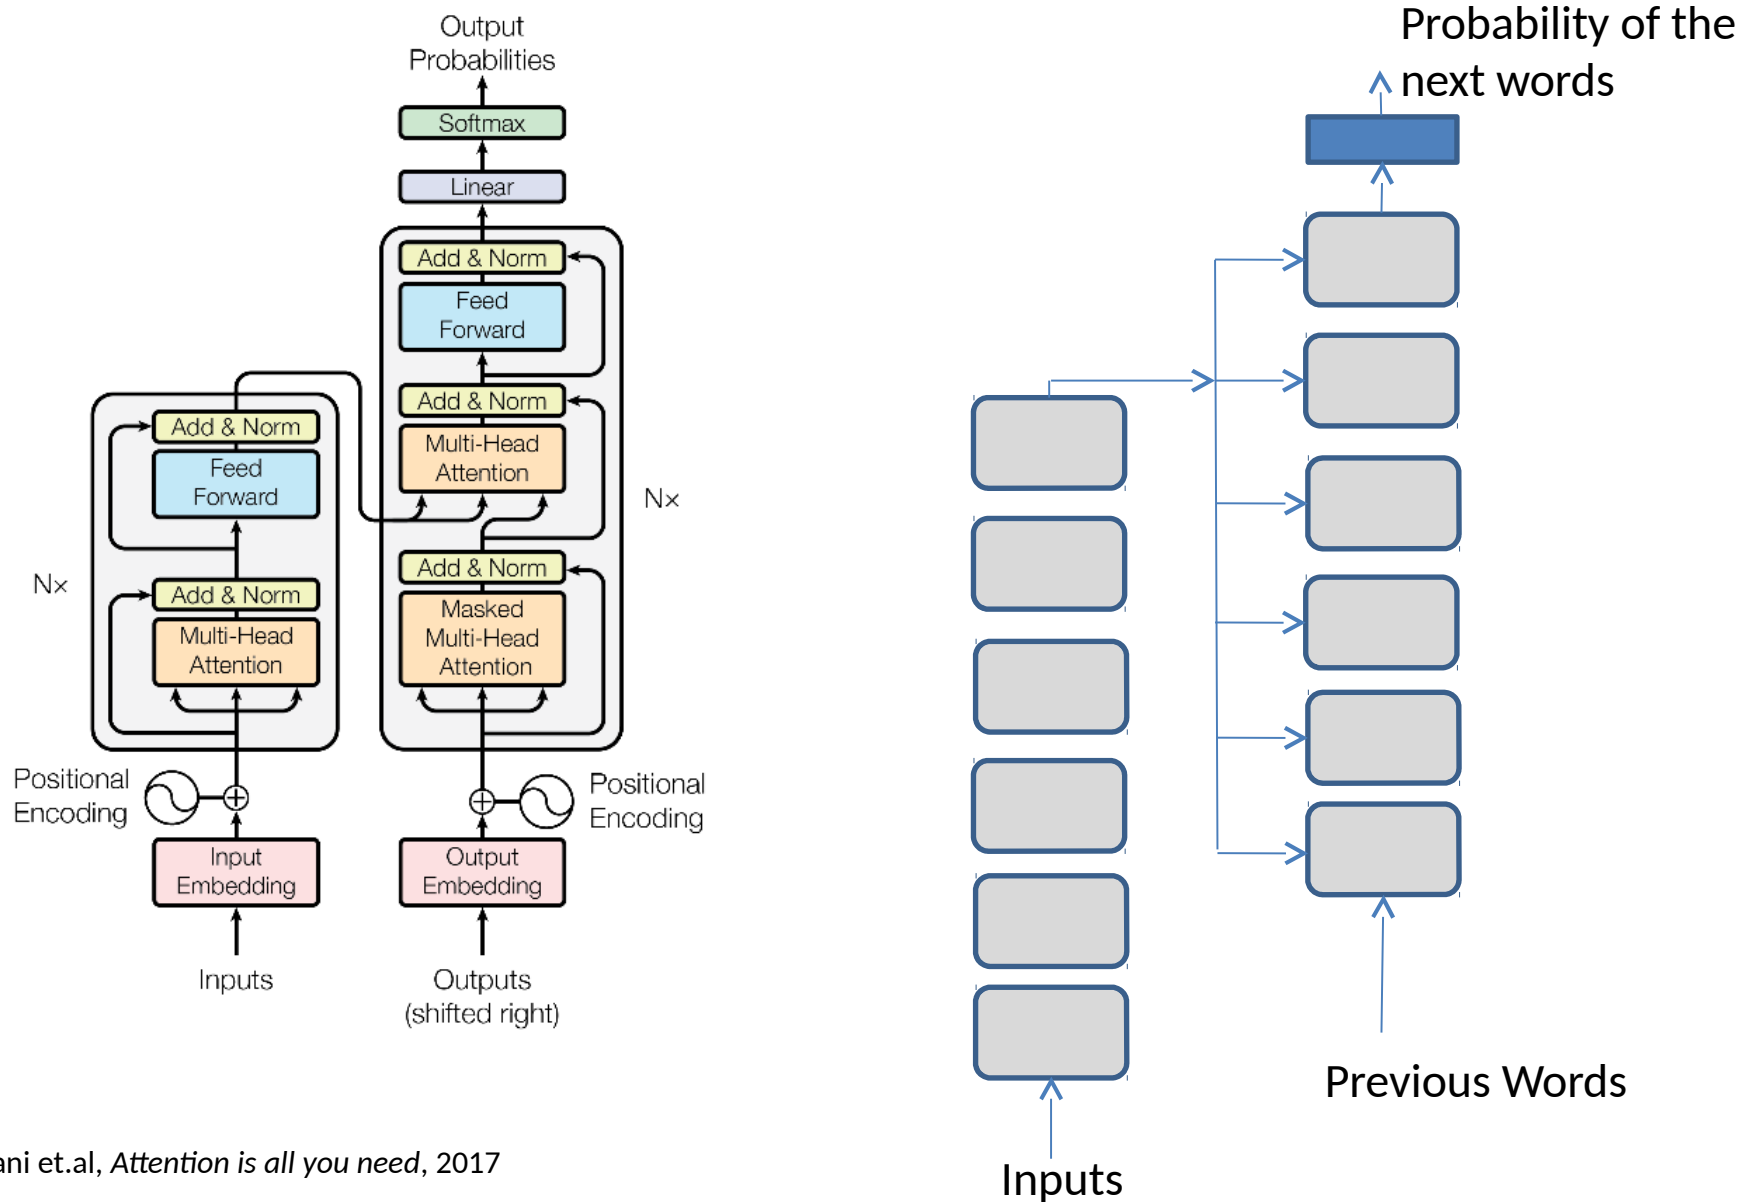 Output
Probabilities
Softmax
Linear
Add & Norm
Feed
Forward
Add & Norm
Multi-Head
Attention
Nx
Add & Norm
Masked
Multi-Head
Attention
Add & Norm
Feed
Forward
Nx
Add & Norm
Multi-Head
Attention
Positional
Encoding
Positional
Encoding
Input
Embedding
Output
Embedding
Inputs
Outputs
(shifted right)
ani et.al, Attention is all you need, 2017
Probability of the
next words
Previous Words
Inputs